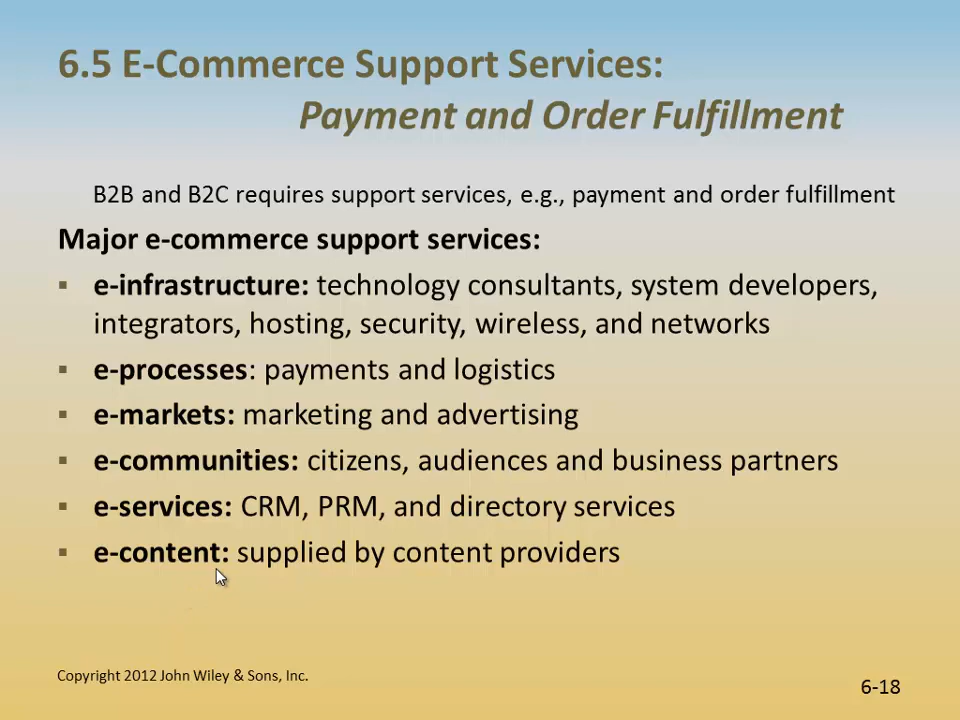 6.5 E-Commerce Support Services:
Payment and Order Fulfillment
B2B and B2C requires support services, e.g., payment and order fulfillment
Major e-commerce support services:
▪ e-infrastructure: technology consultants, system developers,
integrators, hosting, security, wireless, and networks
▪ e-processes: payments and logistics
▪ e-markets: marketing and advertising
▪ e-communities: citizens, audiences and business partners
▪ e-services: CRM, PRM, and directory services
▪ e-content: supplied by content providers
Copyright 2012 John Wiley & Sons, Inc.
6-18